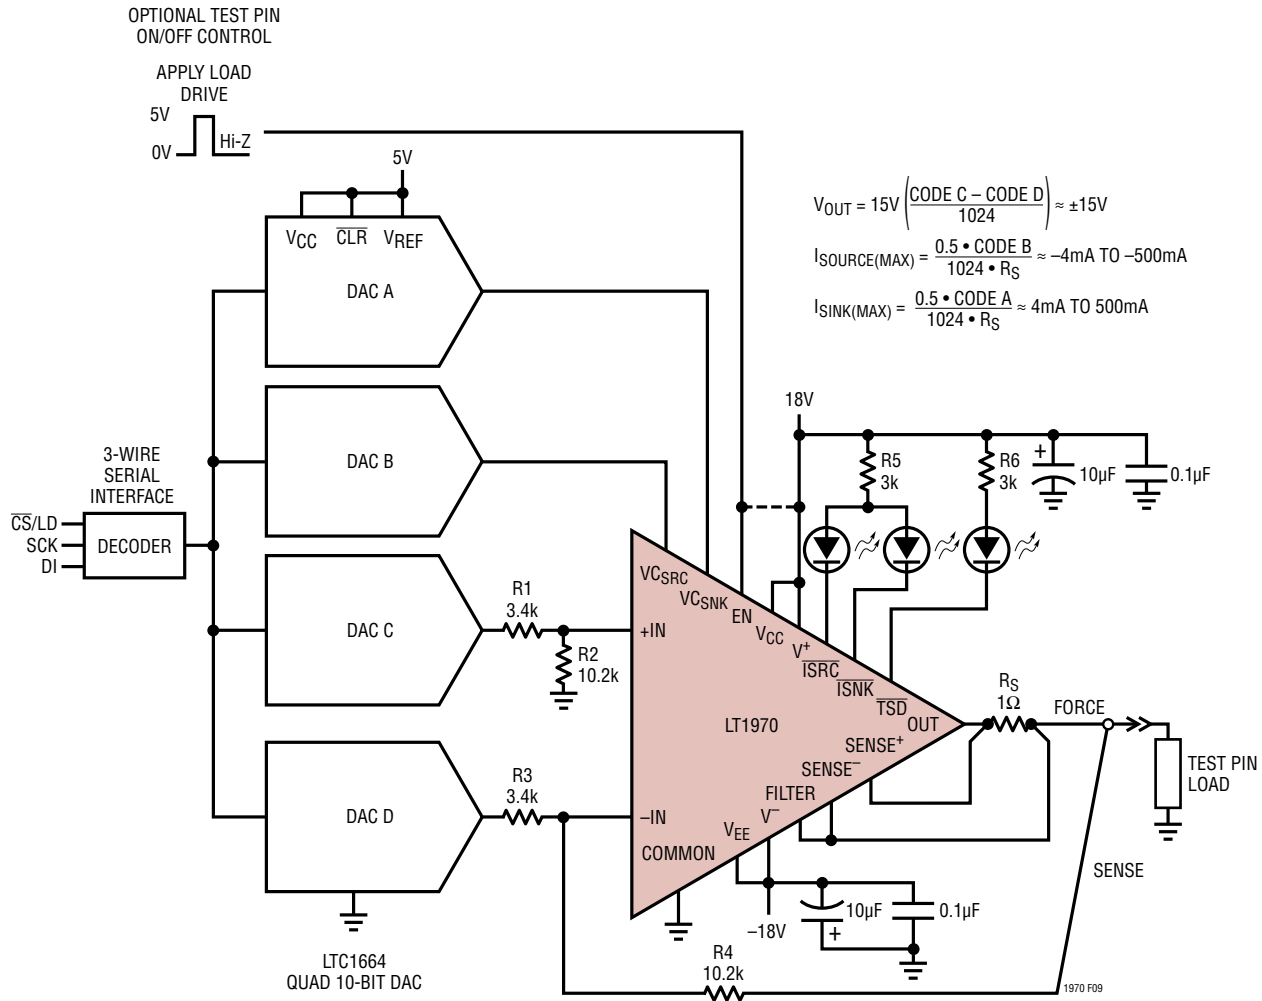 OPTIONAL TEST PIN
ON/OFF CONTROL
APPLY LOAD
DRIVE
5V
0V
Hi-Z
5V
VCC
CLR
VREF
DAC A
VOUT = 15V (CODE C – CODE D / 1024) ≈ ±15V
ISOURCE(MAX) = 0.5 • CODE B / 1024 • RS ≈ –4mA TO –500mA
ISINK(MAX) = 0.5 • CODE A / 1024 • RS ≈ 4mA TO 500mA
DAC B
3-WIRE
SERIAL
INTERFACE
CS/LD
SCK
DI
DECODER
18V
R5
3k
R6
3k
+
10µF
0.1µF
DAC C
R1
3.4k
R2
10.2k
VCSRC
VCSNK
EN
VCC
V+
ISRC
ISNK
TSD
OUT
+IN
LT1970
SENSE+
SENSE–
FILTER
V–
VEE
–IN
COMMON
RS
1Ω
FORCE
TEST PIN
LOAD
DAC D
R3
3.4k
SENSE
–18V
10µF
+
0.1µF
LTC1664
QUAD 10-BIT DAC
R4
10.2k
1970 F09